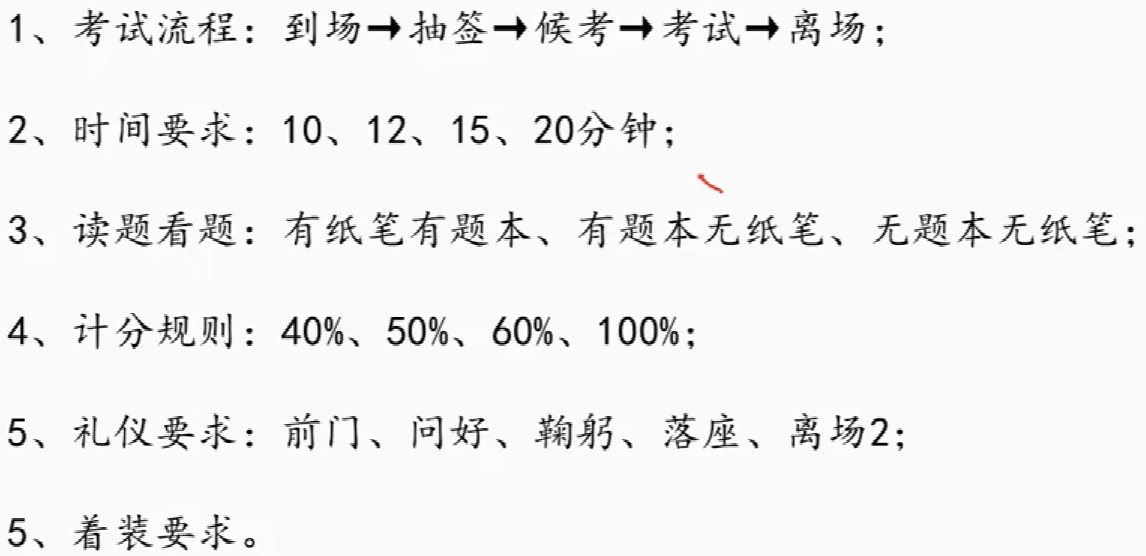 1、考试流程：到场→抽签→候考→考试→离场；
2、时间要求：10、12、15、20分钟；
3、读题看题：有纸笔有题本、有题本无纸笔、无题本无纸笔；
4、计分规则：40%、50%、60%、100%；
5、礼仪要求：前门、问好、鞠躬、落座、离场2；
5、着装要求。